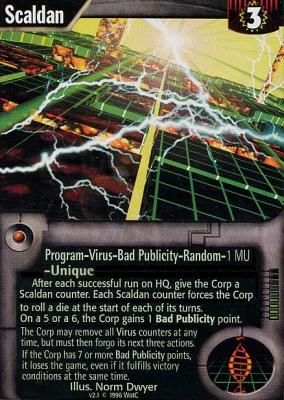 Scaldan
3
Program-Virus-Bad Publicity-Random-1 MU
-Unique
After each successful run on HQ, give the Corp a
Scaldan counter. Each Scaldan counter forces the Corp
to roll a die at the start of each of its turns.
On a 5 or a 6, the Corp gains 1 Bad Publicity point.
The Corp may remove all Virus counters at any
time, but must then forgo its next three actions.
If the Corp has 7 or more Bad Publicity points,
it loses the game, even if it fulfills victory
conditions at the same time.
Illus. Norm Dwyer
v2.1 © 1996 WotC